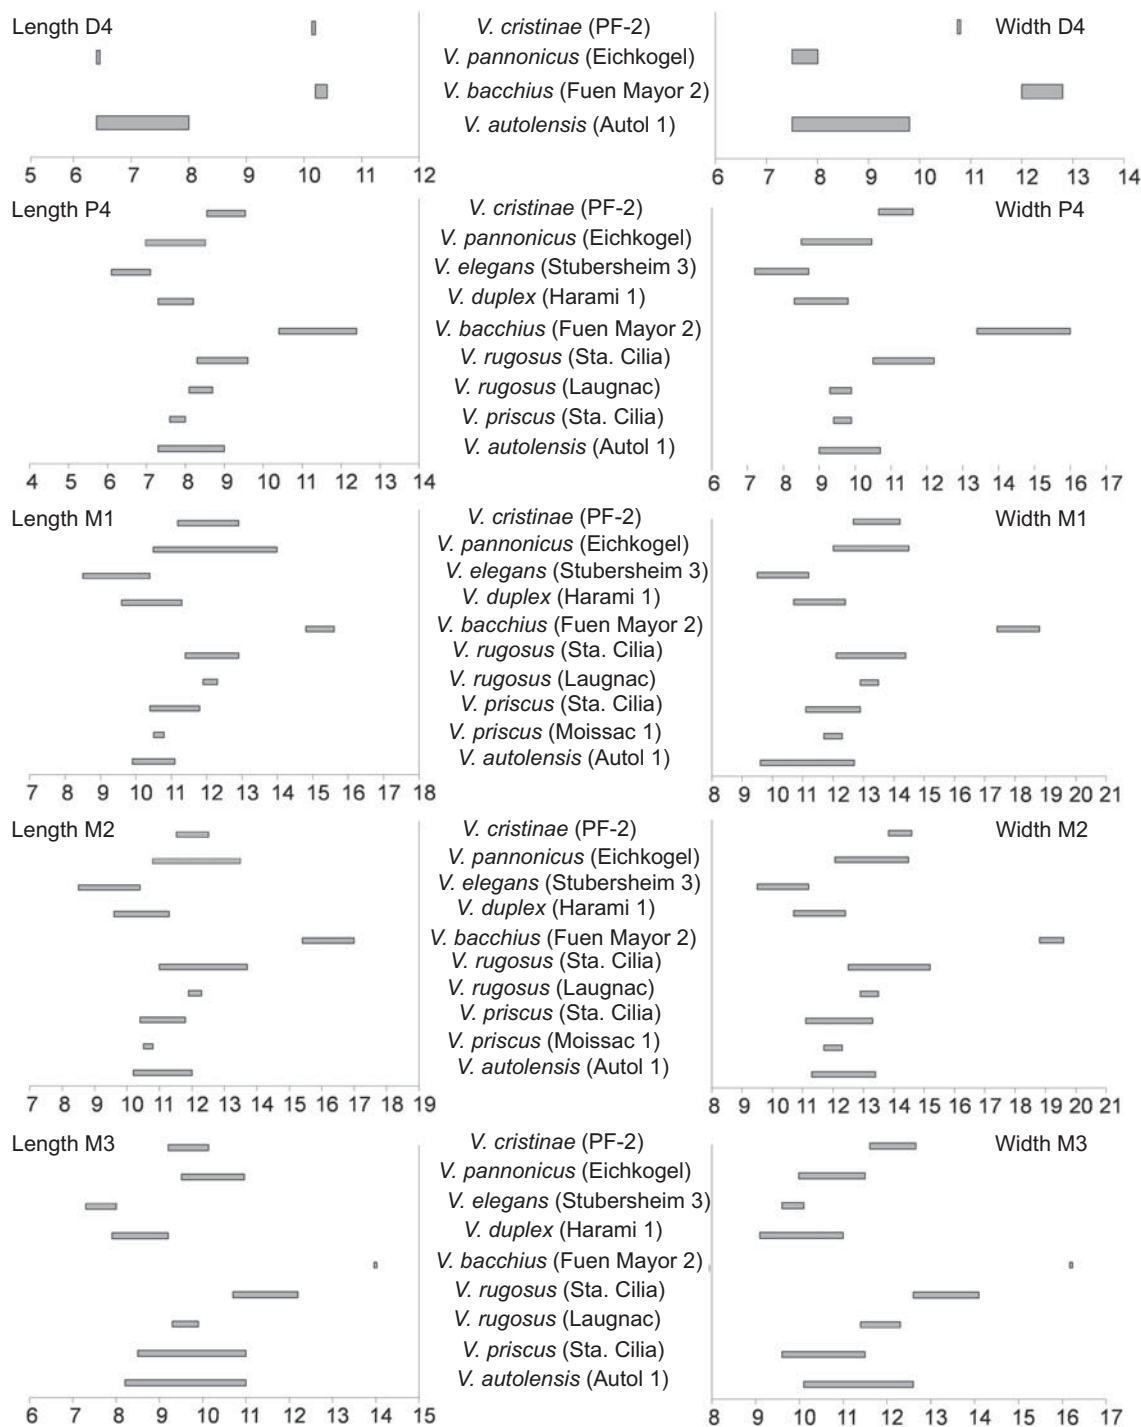 Length D4
V. cristinae (PF-2)
Width D4
V. pannonicus (Eichkogel)
V. bacchius (Fuen Mayor 2)
V. autolensis (Autol 1)
5 6 7 8 9 10 11 12
6 7 8 9 10 11 12 13 14
Length P4
V. cristinae (PF-2)
Width P4
V. pannonicus (Eichkogel)
V. elegans (Stubersheim 3)
V. duplex (Harami 1)
V. bacchius (Fuen Mayor 2)
V. rugosus (Sta. Cilia)
V. rugosus (Laugnac)
V. priscus (Sta. Cilia)
V. autolensis (Autol 1)
4 5 6 7 8 9 10 11 12 13 14
6 7 8 9 10 11 12 13 14 15 16 17
Length M1
V. cristinae (PF-2)
Width M1
V. pannonicus (Eichkogel)
V. elegans (Stubersheim 3)
V. duplex (Harami 1)
V. bacchius (Fuen Mayor 2)
V. rugosus (Sta. Cilia)
V. rugosus (Laugnac)
V. priscus (Sta. Cilia)
V. priscus (Moissac 1)
V. autolensis (Autol 1)
7 8 9 10 11 12 13 14 15 16 17 18
8 9 10 11 12 13 14 15 16 17 18 19 20 21
Length M2
V. cristinae (PF-2)
Width M2
V. pannonicus (Eichkogel)
V. elegans (Stubersheim 3)
V. duplex (Harami 1)
V. bacchius (Fuen Mayor 2)
V. rugosus (Sta. Cilia)
V. rugosus (Laugnac)
V. priscus (Sta. Cilia)
V. priscus (Moissac 1)
V. autolensis (Autol 1)
7 8 9 10 11 12 13 14 15 16 17 18 19
8 9 10 11 12 13 14 15 16 17 18 19 20 21
Length M3
V. cristinae (PF-2)
Width M3
V. pannonicus (Eichkogel)
V. elegans (Stubersheim 3)
V. duplex (Harami 1)
V. bacchius (Fuen Mayor 2)
V. rugosus (Sta. Cilia)
V. rugosus (Laugnac)
V. priscus (Sta. Cilia)
V. autolensis (Autol 1)
6 7 8 9 10 11 12 13 14 15
8 9 10 11 12 13 14 15 16 17